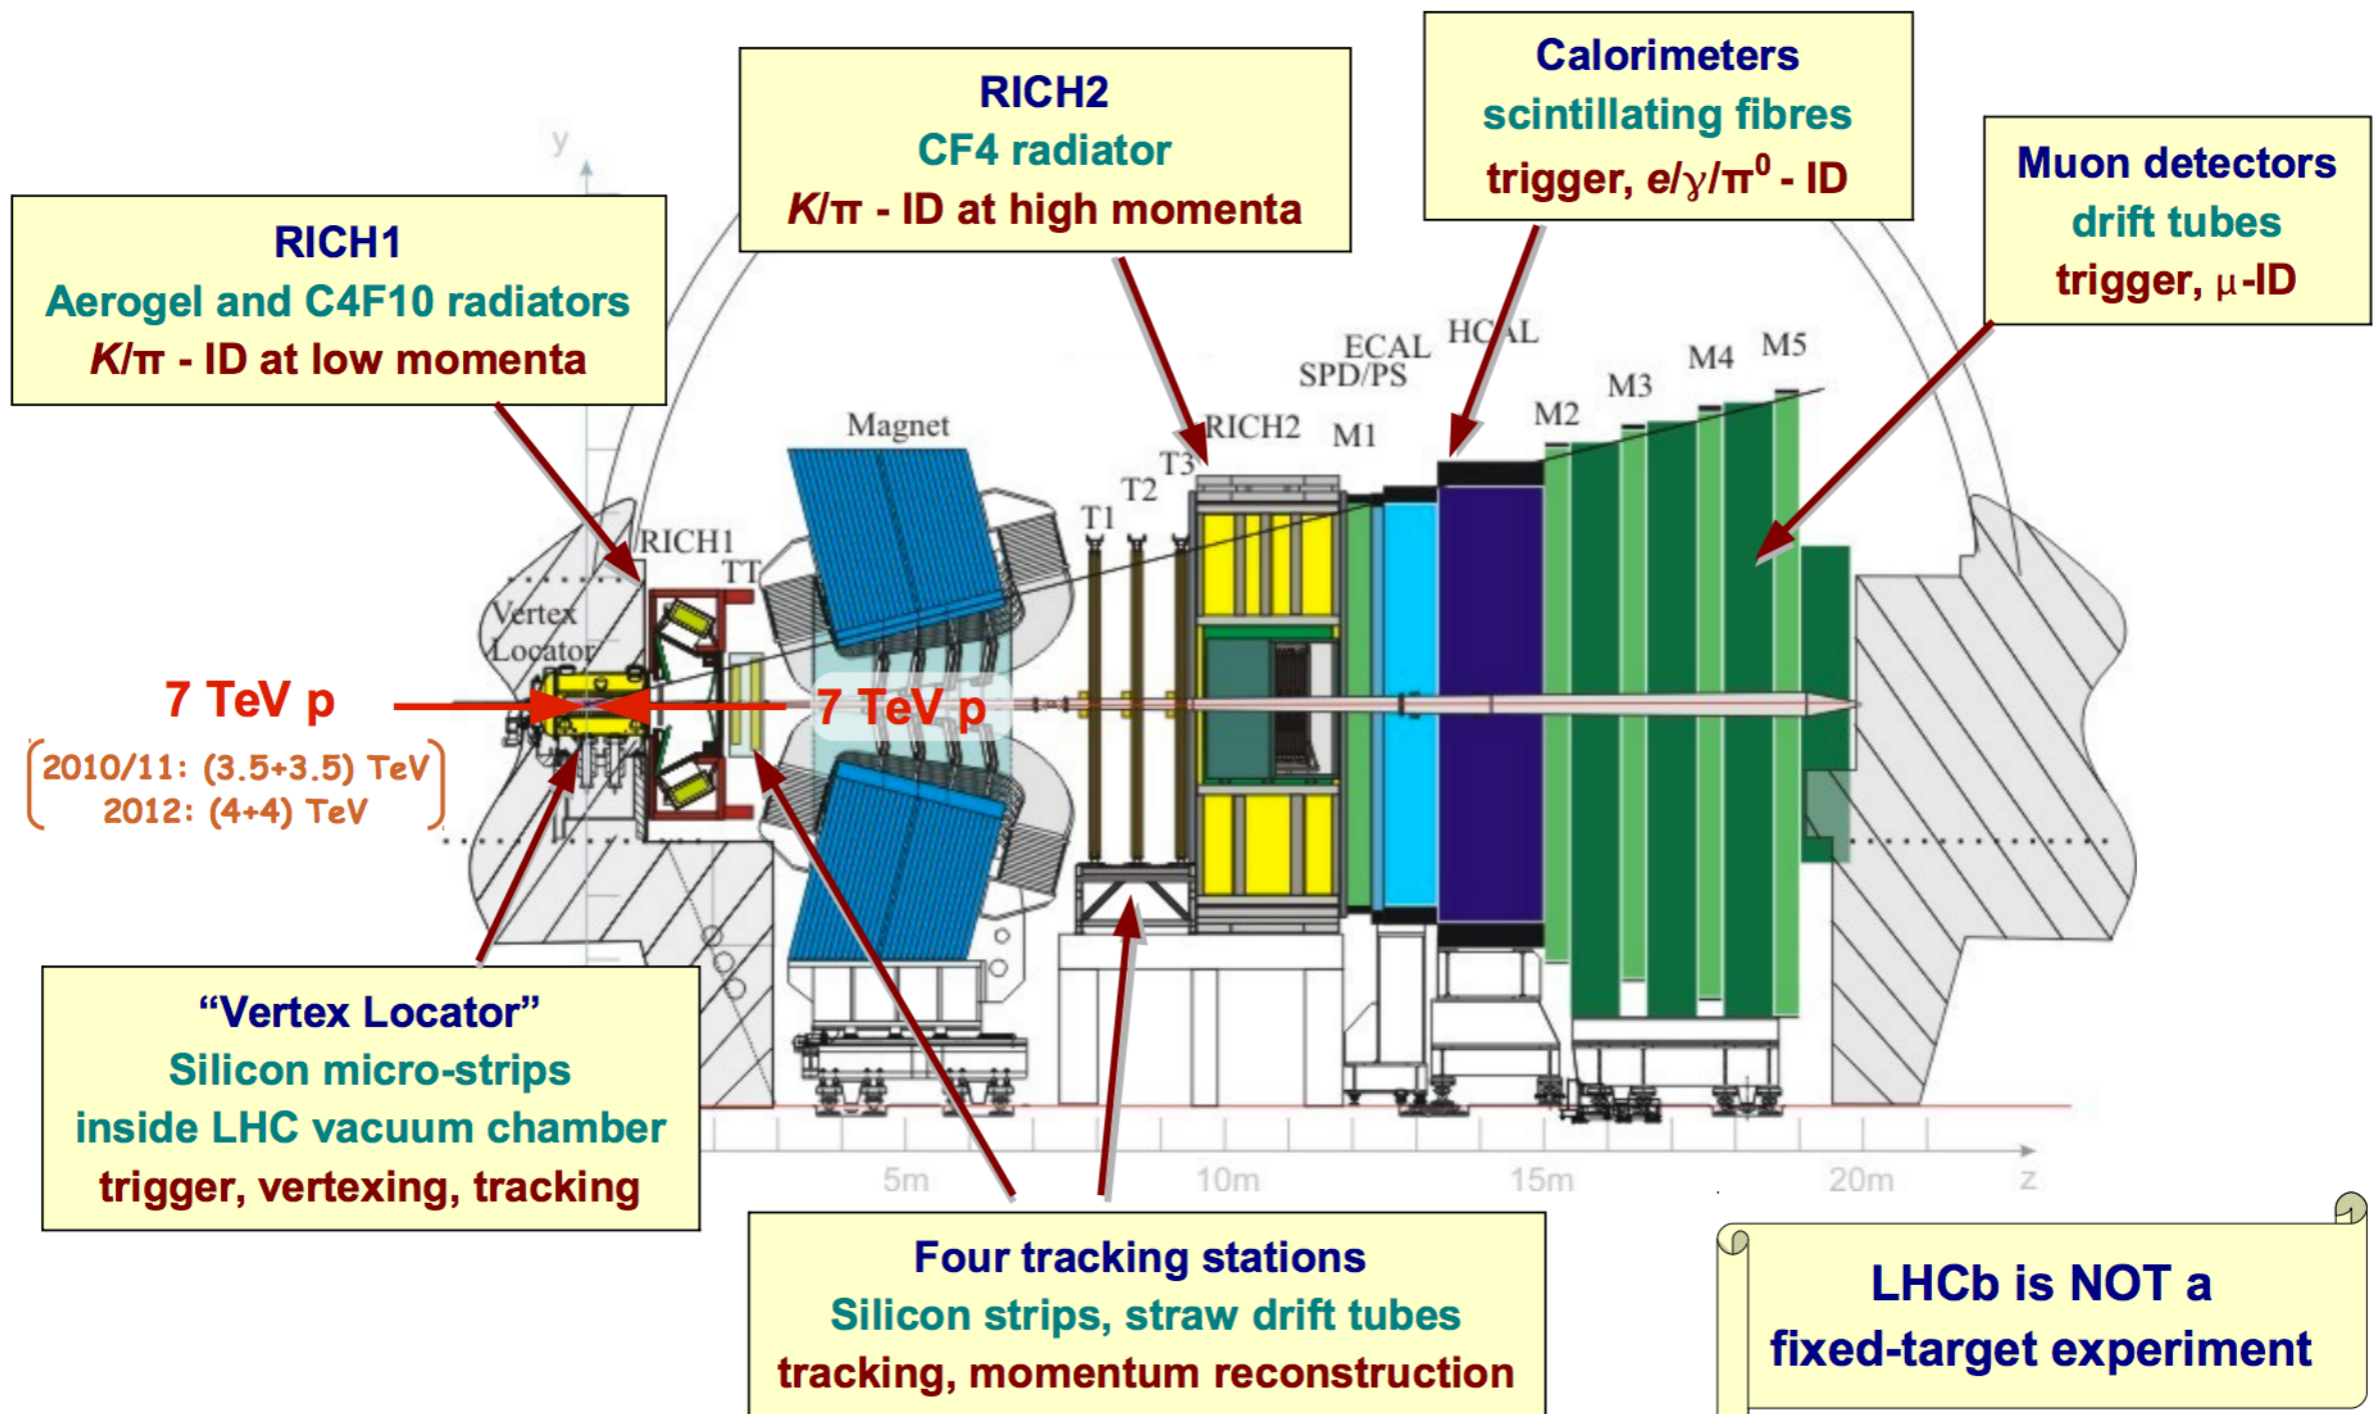 Calorimeters
scintillating fibres
trigger, e/γ/π⁰ - ID
RICH2
CF4 radiator
K/π - ID at high momenta
Muon detectors
drift tubes
trigger, μ-ID
y
RICH1
Aerogel and C4F10 radiators
K/π - ID at low momenta
HCAL
ECAL
SPD/PS
M5
M4
M3
M2
M1
RICH2
Magnet
T3
T2
T1
RICH1
TT
Vertex
Locator
7 TeV p
7 TeV p
2010/11: (3.5+3.5) TeV
2012: (4+4) TeV
“Vertex Locator”
Silicon micro-strips
inside LHC vacuum chamber
trigger, vertexing, tracking
5m
10m
15m
20m
z
Four tracking stations
Silicon strips, straw drift tubes
tracking, momentum reconstruction
LHCb is NOT a
fixed-target experiment